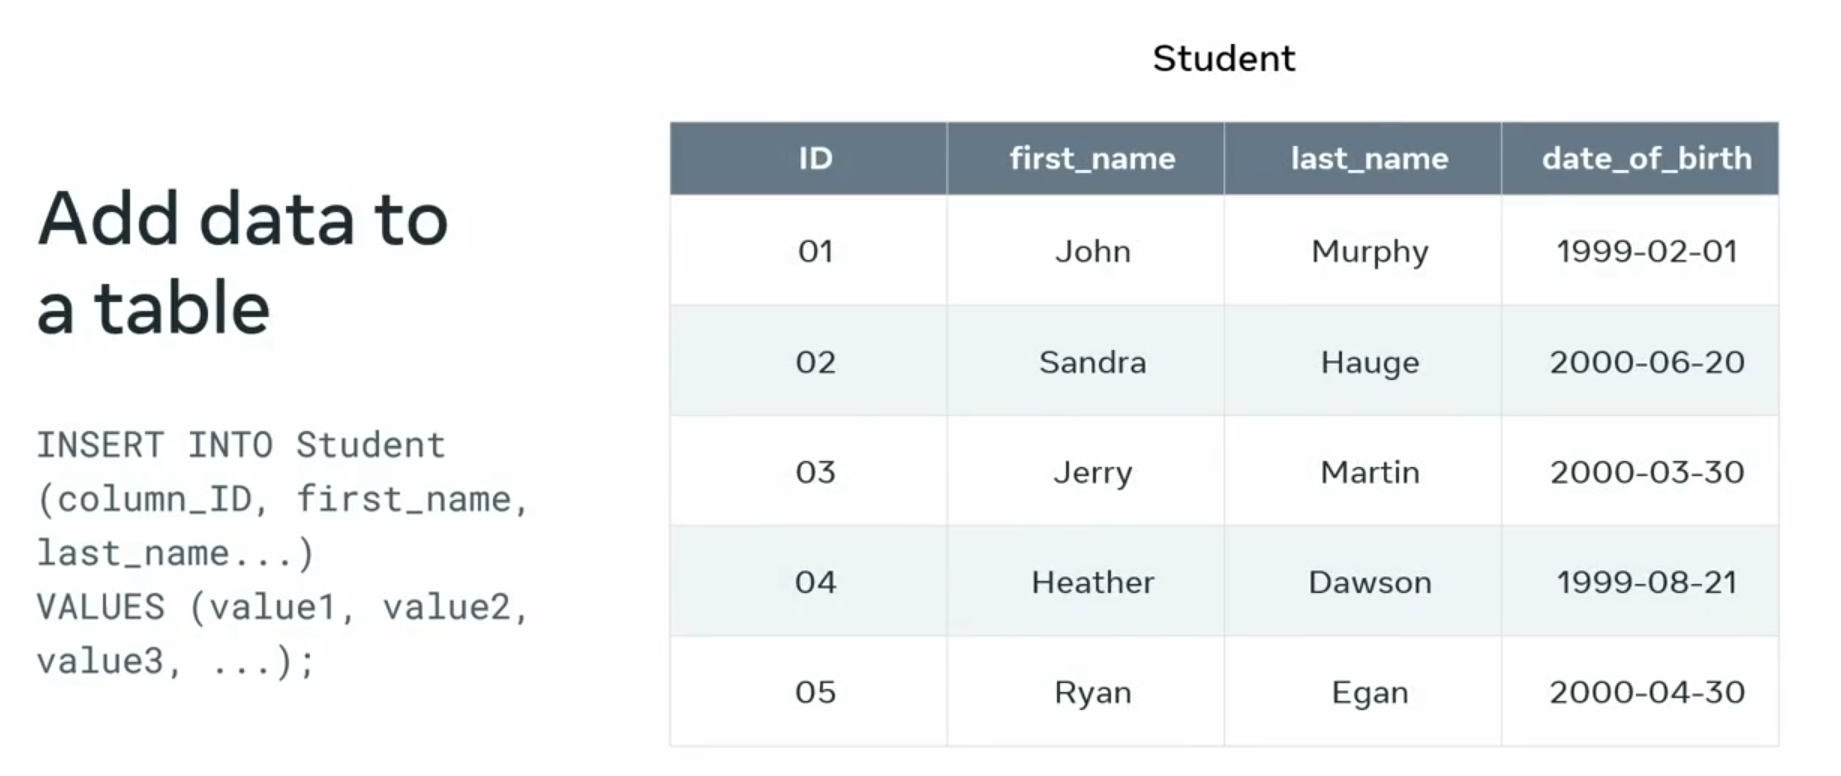 Add data to
a table
INSERT INTO Student
(column_ID, first_name,
last_name...)
VALUES (value1, value2,
value3, ...);
Student
ID first_name last_name date_of_birth
01 John Murphy 1999-02-01
02 Sandra Hauge 2000-06-20
03 Jerry Martin 2000-03-30
04 Heather Dawson 1999-08-21
05 Ryan Egan 2000-04-30